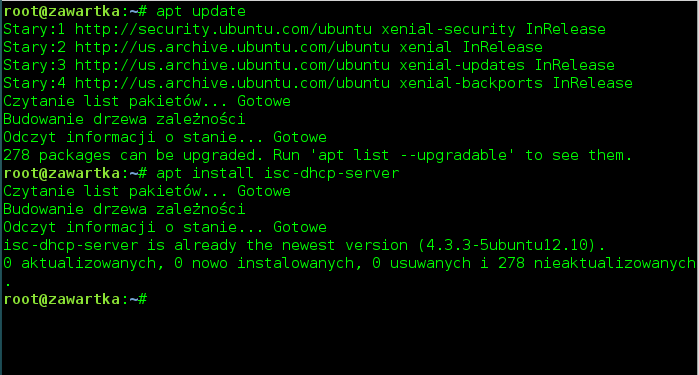 root@zawartka:~# apt update
Stary:1 http://security.ubuntu.com/ubuntu xenial-security InRelease
Stary:2 http://us.archive.ubuntu.com/ubuntu xenial InRelease
Stary:3 http://us.archive.ubuntu.com/ubuntu xenial-updates InRelease
Stary:4 http://us.archive.ubuntu.com/ubuntu xenial-backports InRelease
Czytanie list pakietów... Gotowe
Budowanie drzewa zależności
Odczyt informacji o stanie... Gotowe
278 packages can be upgraded. Run 'apt list --upgradable' to see them.
root@zawartka:~# apt install isc-dhcp-server
Czytanie list pakietów... Gotowe
Budowanie drzewa zależności
Odczyt informacji o stanie... Gotowe
isc-dhcp-server is already the newest version (4.3.3-5ubuntu12.10).
0 aktualizowanych, 0 nowo instalowanych, 0 usuwanych i 278 nieaktualizowanych
.
root@zawartka:~#